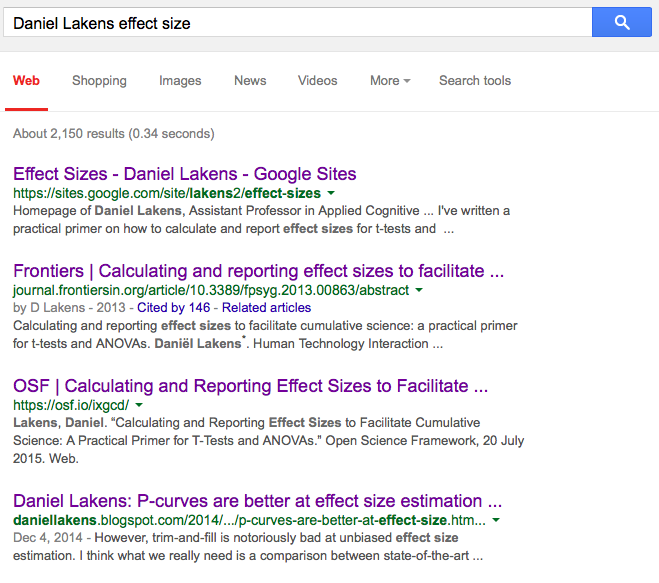 Daniel Lakens effect size
Web Shopping Images News Videos More Search tools
About 2,150 results (0.34 seconds)
Effect Sizes - Daniel Lakens - Google Sites
https://sites.google.com/site/lakens2/effect-sizes
Homepage of Daniel Lakens, Assistant Professor in Applied Cognitive ... I've written a
practical primer on how to calculate and report effect sizes for t-tests and ...
Frontiers | Calculating and reporting effect sizes to facilitate ...
journal.frontiersin.org/article/10.3389/fpsyg.2013.00863/abstract
by D Lakens - 2013 - Cited by 146 - Related articles
Calculating and reporting effect sizes to facilitate cumulative science: a practical primer
for t-tests and ANOVAs. Daniël Lakens*. Human Technology Interaction ...
OSF | Calculating and Reporting Effect Sizes to Facilitate ...
https://osf.io/ixgcd/
Lakens, Daniel. “Calculating and Reporting Effect Sizes to Facilitate Cumulative
Science: A Practical Primer for T-Tests and ANOVAs.” Open Science Framework, 20 July
2015. Web.
Daniel Lakens: P-curves are better at effect size estimation ...
daniellakens.blogspot.com/2014/.../p-curves-are-better-at-effect-size.htm...
Dec 4, 2014 - However, trim-and-fill is notoriously bad at unbiased effect size
estimation. I think what we really need is a comparison between state-of-the-art ...